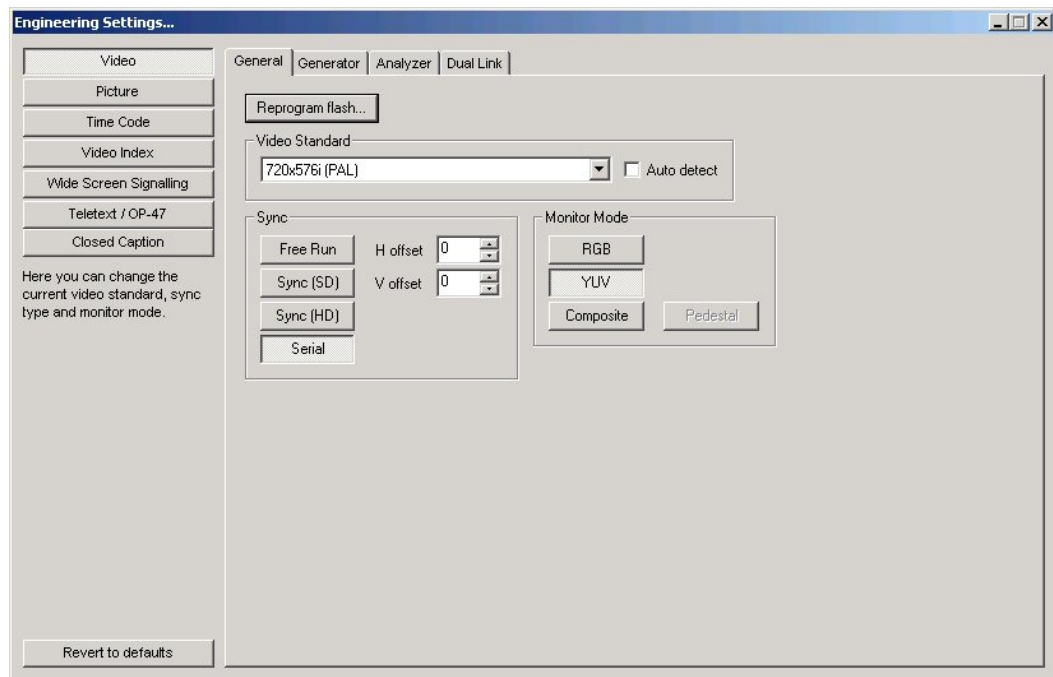 Engineering Settings...
Video
Picture
Time Code
Video Index
Wide Screen Signalling
Teletext / OP-47
Closed Caption
Here you can change the
current video standard, sync
type and monitor mode.
Revert to defaults
General Generator Analyzer Dual Link
Reprogram flash...
Video Standard
720x576i (PAL) Auto detect
Sync
Free Run H offset 0
Sync (SD) V offset 0
Sync (HD)
Serial
Monitor Mode
RGB
YUV
Composite Pedestal